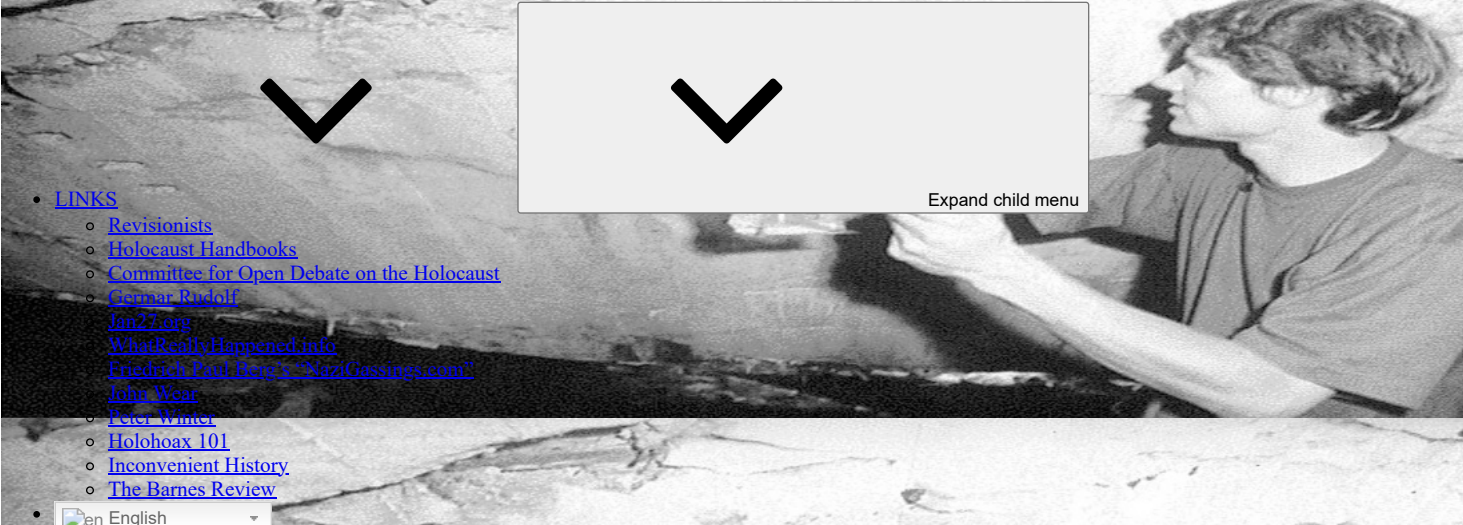 Expand child menu
LINKS
Revisionists
Holocaust Handbooks
Committee for Open Debate on the Holocaust
Germar Rudolf
Jan27.org
WhatReallyHappened.info
Friedrich Paul Berg’s “NaziGassings.com”
John Wear
Peter Winter
Holohoax 101
Inconvenient History
The Barnes Review
en English